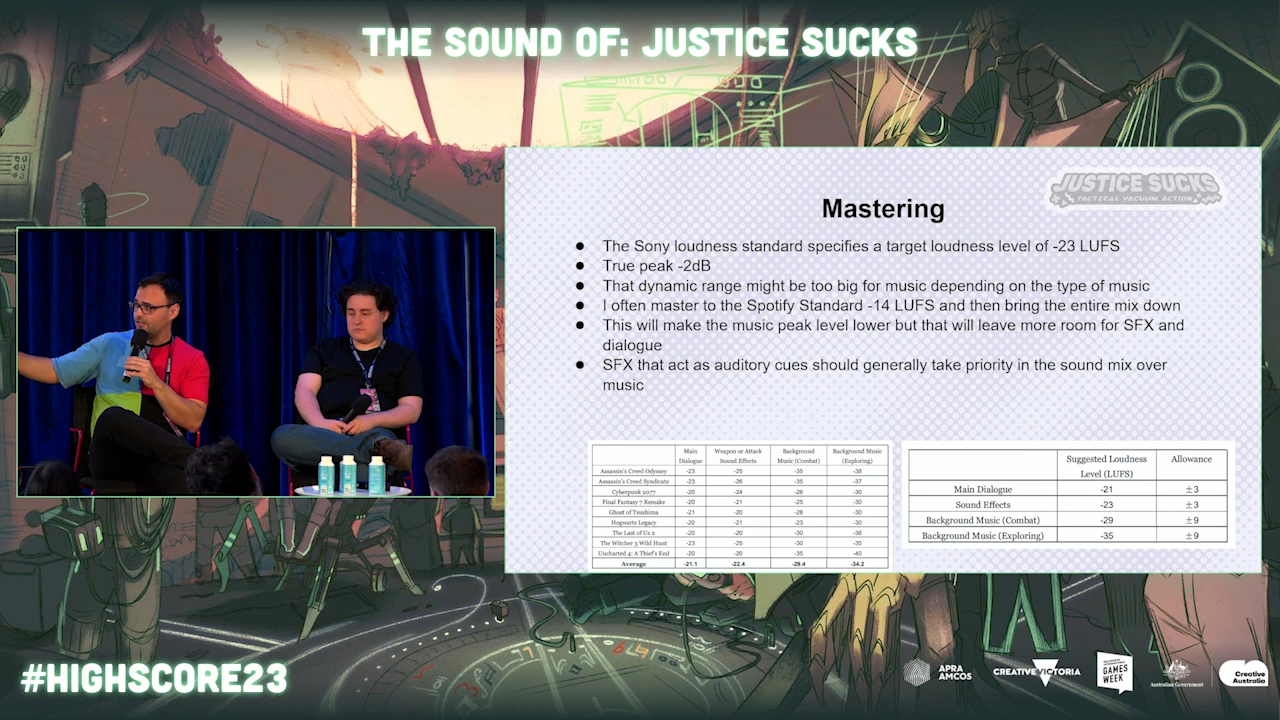 THE SOUND OF: JUSTICE SUCKS
JUSTICE SUCKS
TACTICAL VACUUM ACTION
Mastering
● The Sony loudness standard specifies a target loudness level of -23 LUFS
● True peak -2dB
● That dynamic range might be too big for music depending on the type of music
● I often master to the Spotify Standard -14 LUFS and then bring the entire mix down
● This will make the music peak level lower but that will leave more room for SFX and
dialogue
● SFX that act as auditory cues should generally take priority in the sound mix over
music
Main Dialogue Weapon or Attack Sound Effects Background Music (Combat) Background Music (Exploring)
Assassin's Creed Odyssey -23 -25 -35 -38
Assassin's Creed Syndicate -23 -26 -35 -37
Cyberpunk 2077 -20 -24 -28 -30
Final Fantasy 7 Remake -20 -21 -25 -30
Ghost of Tsushima -21 -20 -26 -30
Hogwarts Legacy -20 -21 -23 -30
The Last of Us 2 -20 -20 -30 -38
The Witcher 3 Wild Hunt -23 -25 -30 -35
Uncharted 4: A Thief's End -20 -20 -35 -40
Average -21.1 -22.4 -29.4 -34.2
Suggested Loudness Level (LUFS) Allowance
Main Dialogue -21 ±3
Sound Effects -23 ±3
Background Music (Combat) -29 ±9
Background Music (Exploring) -35 ±9
#HIGHSCORE23
APRA
AMCOS
CREATIVE VICTORIA
GAMES
WEEK
Australian Government
Creative
Australia